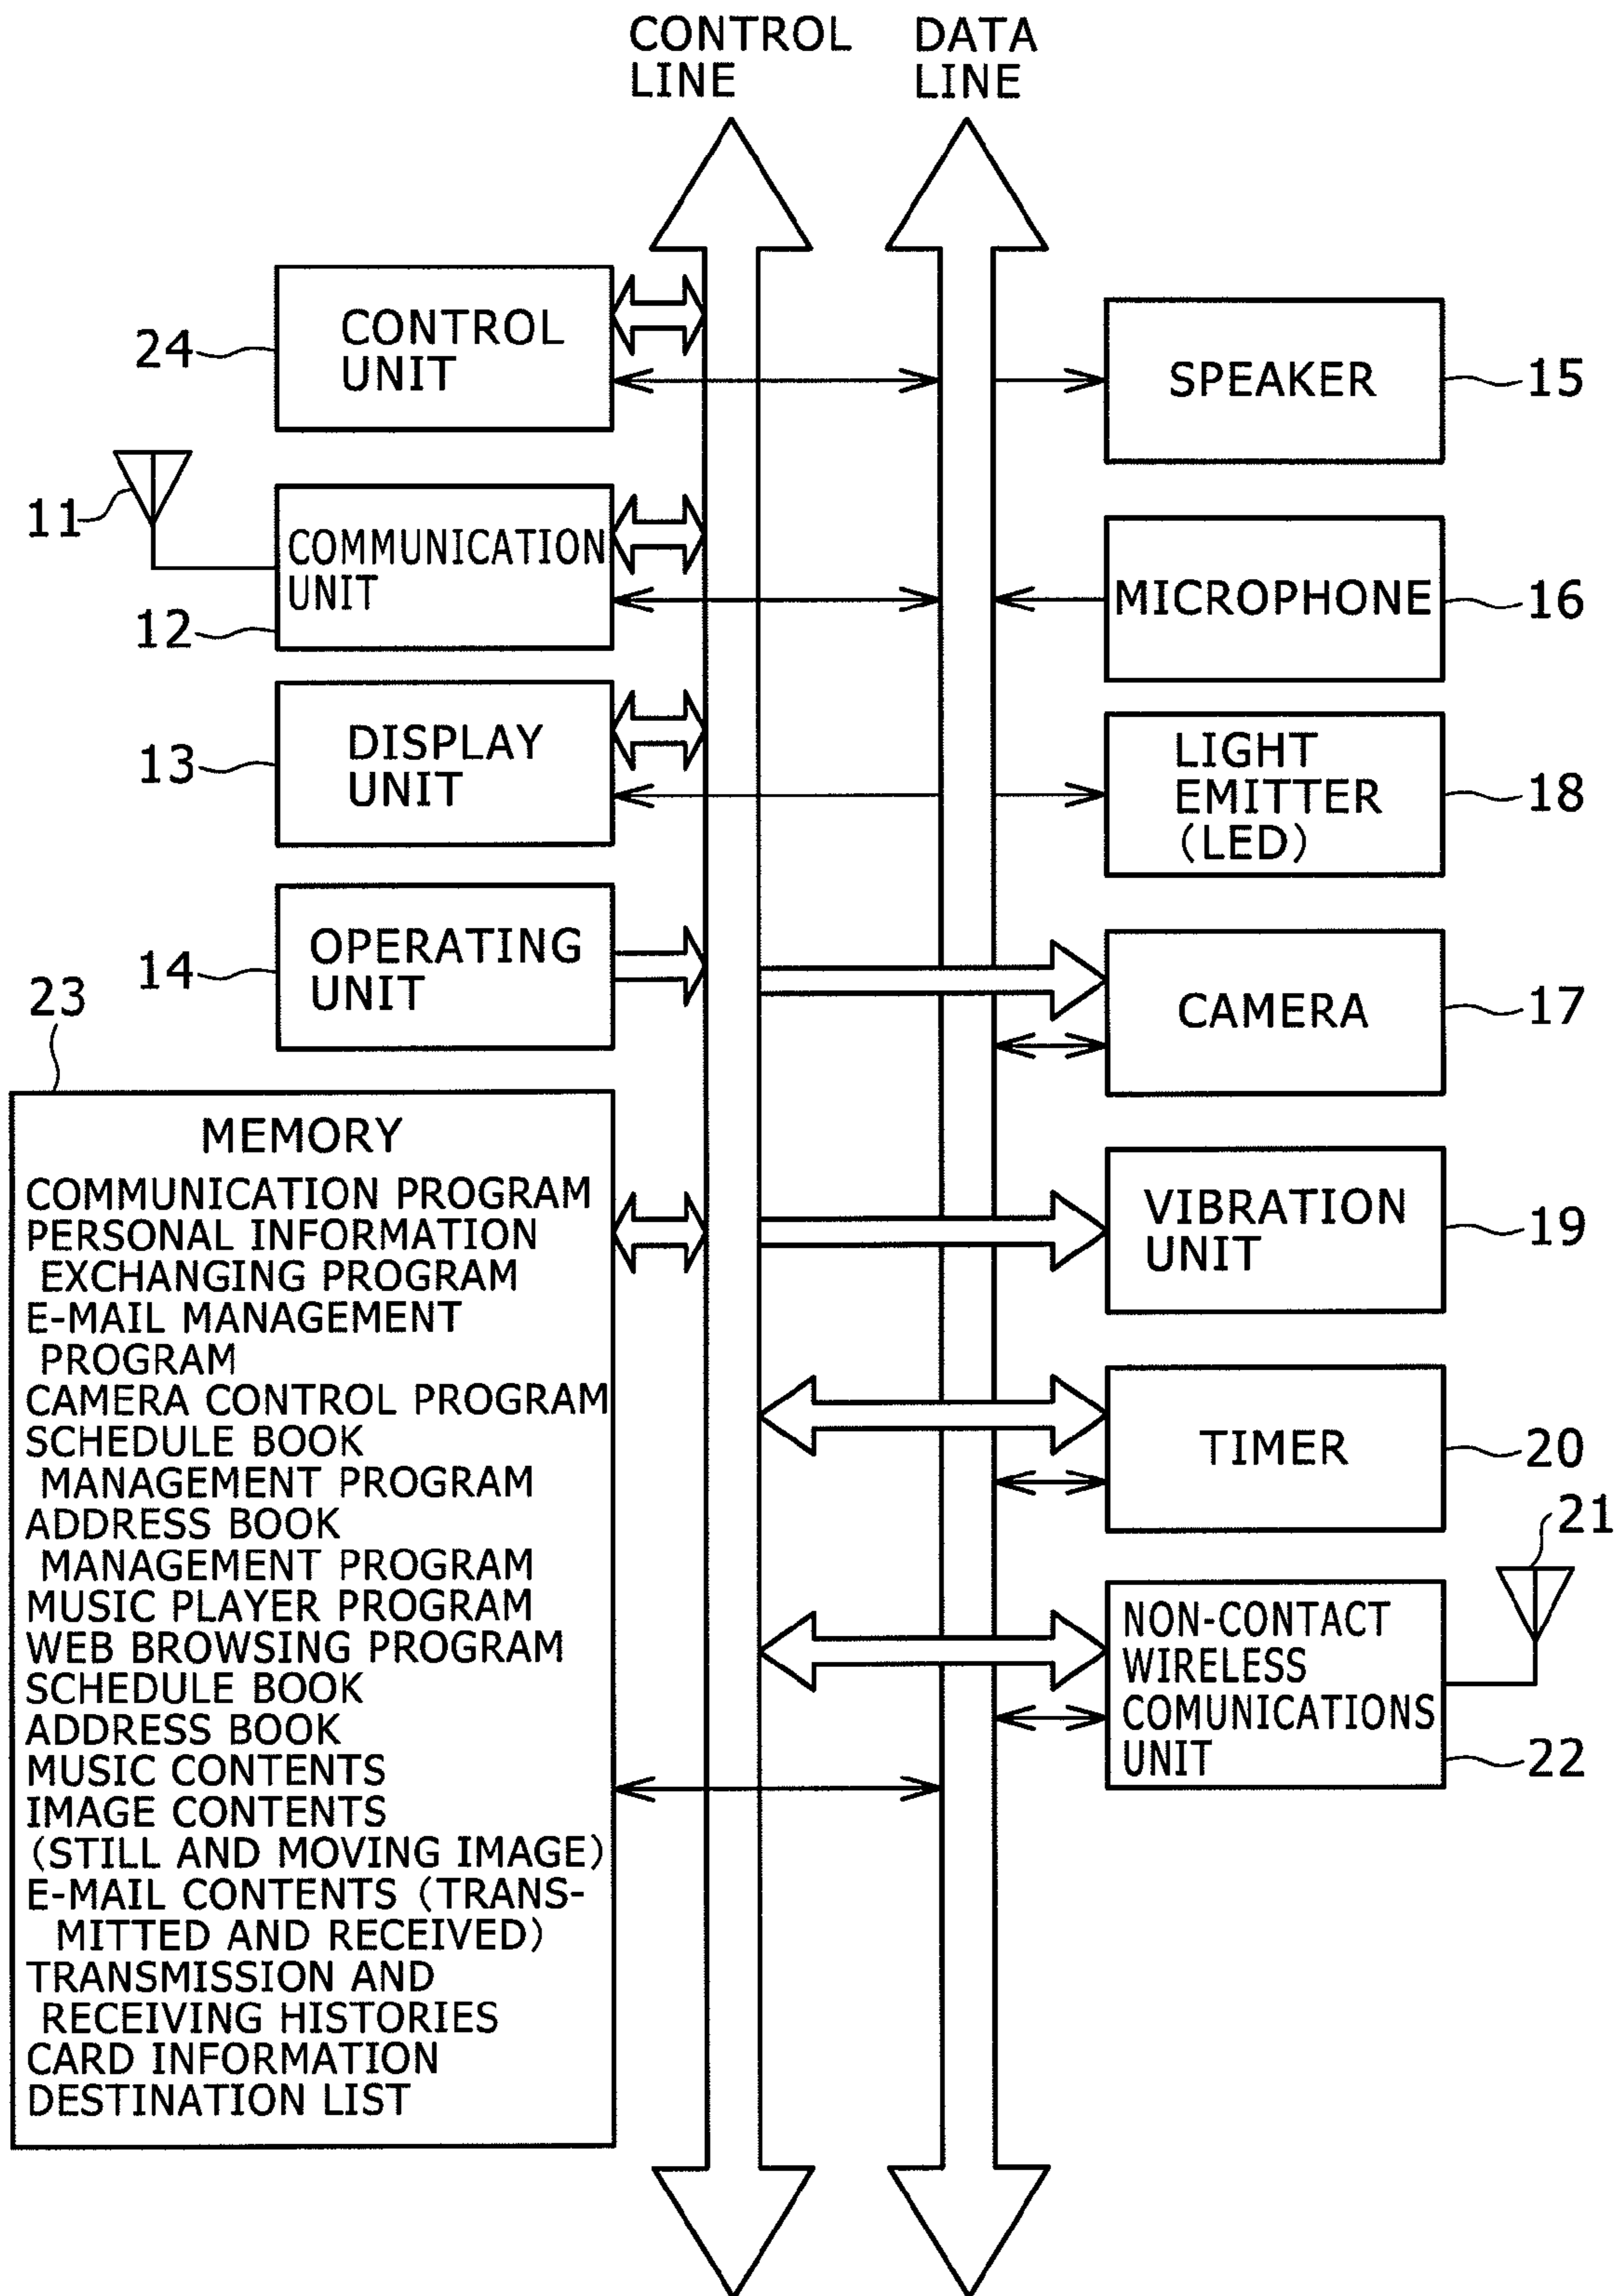 CONTROL
LINE
DATA
LINE
CONTROL
UNIT
24
SPEAKER
15
11
COMMUNICATION
UNIT
12
MICROPHONE
16
DISPLAY
UNIT
13
LIGHT
EMITTER
(LED)
18
OPERATING
UNIT
14
CAMERA
17
23
MEMORY
COMMUNICATION PROGRAM
PERSONAL INFORMATION
EXCHANGING PROGRAM
E-MAIL MANAGEMENT
PROGRAM
CAMERA CONTROL PROGRAM
SCHEDULE BOOK
MANAGEMENT PROGRAM
ADDRESS BOOK
MANAGEMENT PROGRAM
MUSIC PLAYER PROGRAM
WEB BROWSING PROGRAM
SCHEDULE BOOK
ADDRESS BOOK
MUSIC CONTENTS
IMAGE CONTENTS
(STILL AND MOVING IMAGE)
E-MAIL CONTENTS (TRANS-
MITTED AND RECEIVED)
TRANSMISSION AND
RECEIVING HISTORIES
CARD INFORMATION
DESTINATION LIST
VIBRATION
UNIT
19
TIMER
20
21
NON-CONTACT
WIRELESS
COMUNICATIONS
UNIT
22